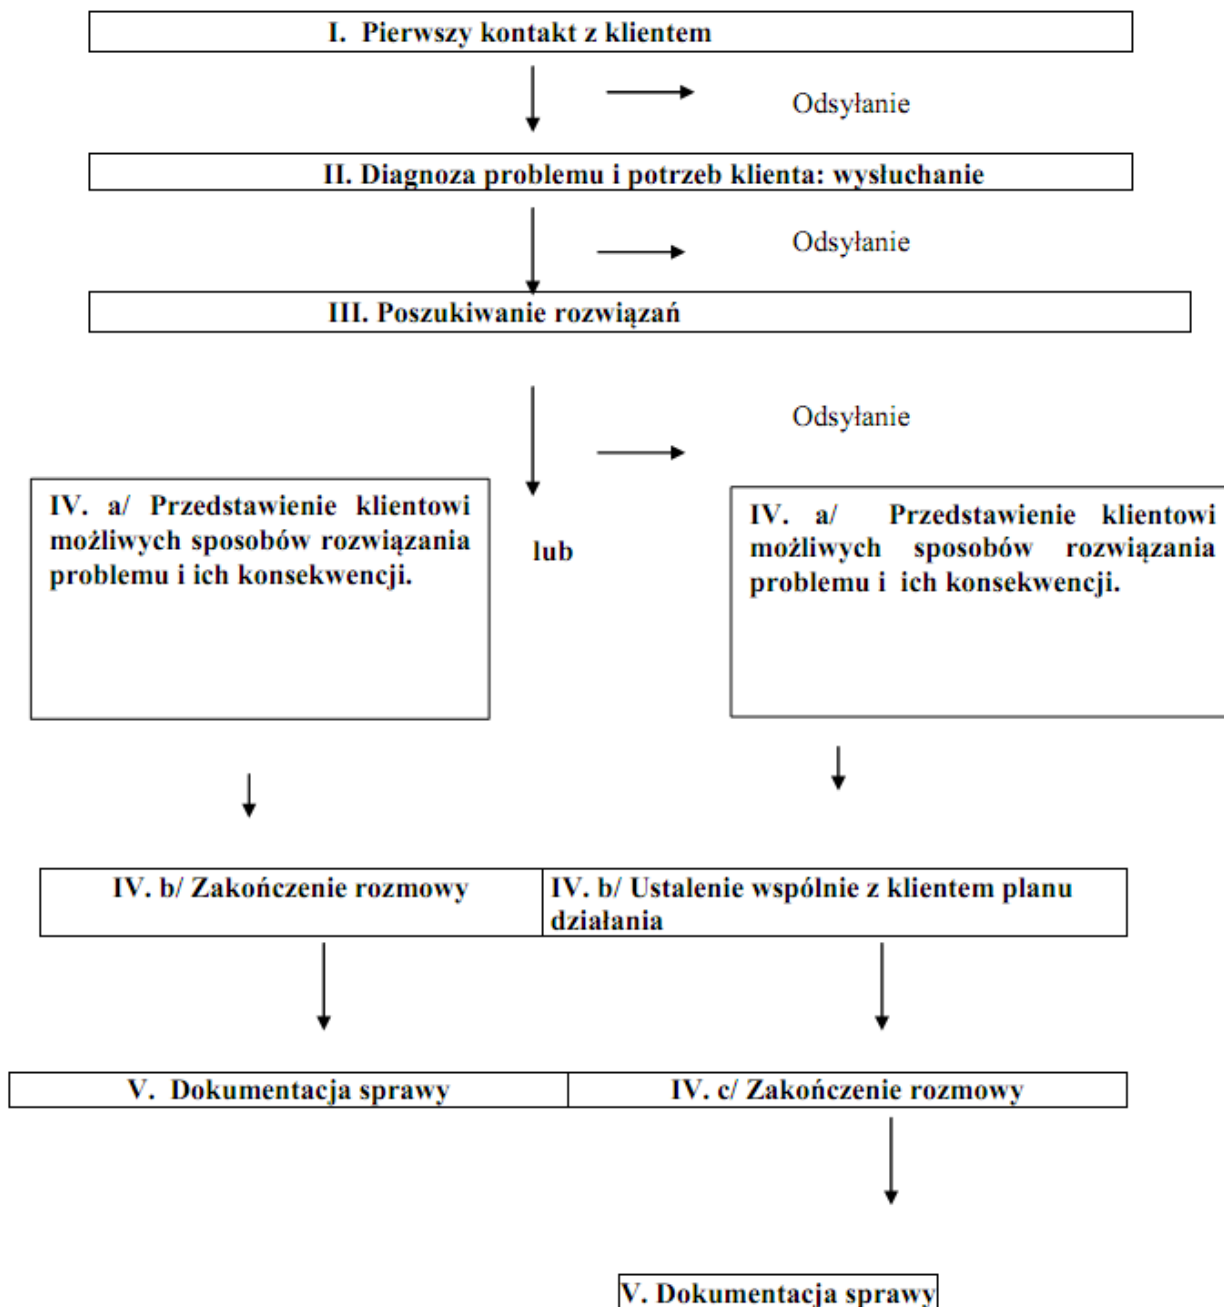 I. Pierwszy kontakt z klientem
Odsyłanie
II. Diagnoza problemu i potrzeb klienta: wysłuchanie
Odsyłanie
III. Poszukiwanie rozwiązań
Odsyłanie
IV. a/ Przedstawienie klientowi
możliwych sposobów rozwiązania
problemu i ich konsekwencji.
lub
IV. a/ Przedstawienie klientowi
możliwych sposobów rozwiązania
problemu i ich konsekwencji.
IV. b/ Zakończenie rozmowy
IV. b/ Ustalenie wspólnie z klientem planu
działania
V. Dokumentacja sprawy
IV. c/ Zakończenie rozmowy
V. Dokumentacja sprawy